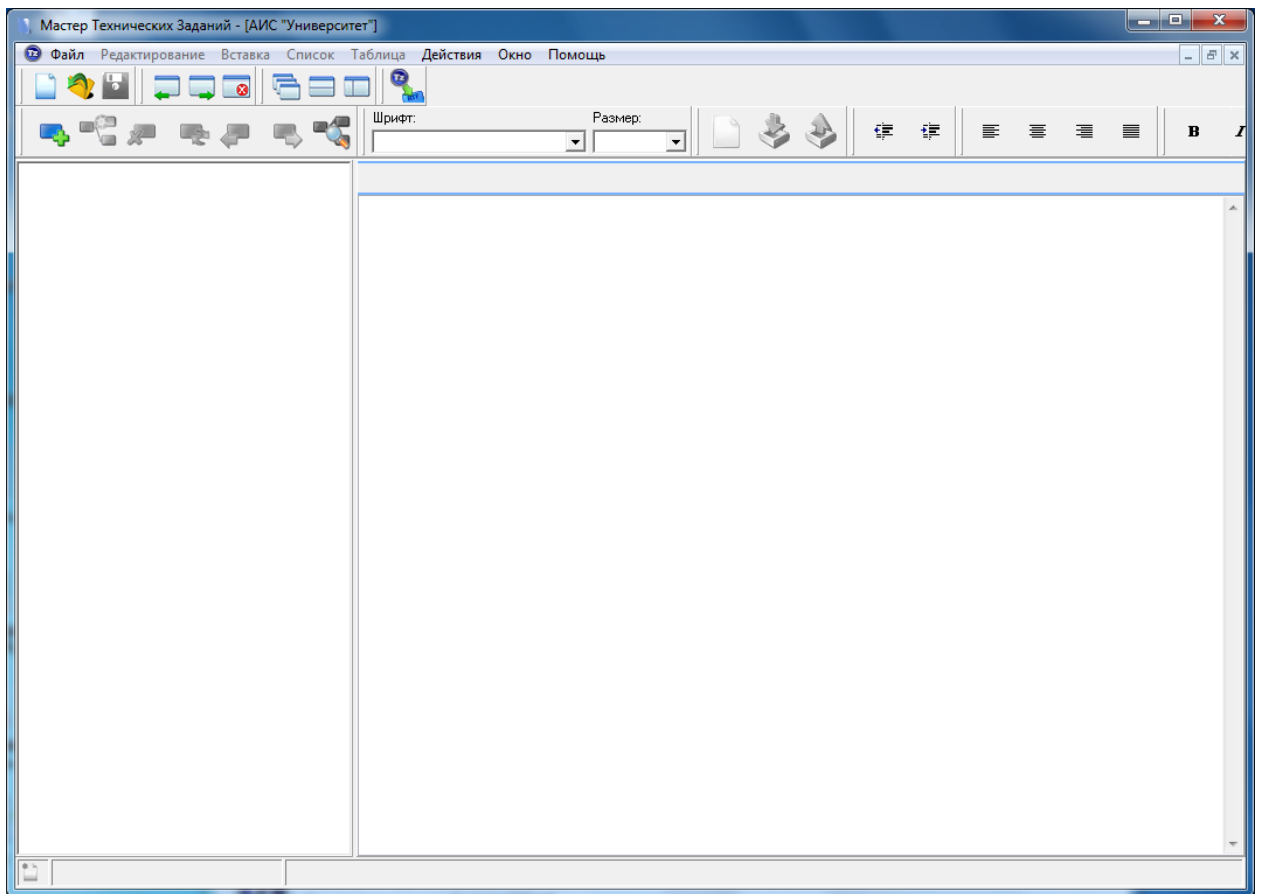 Мастер Технических Заданий - [АИС "Университет"]
Файл Редактирование Вставка Список Таблица Действия Окно Помощь
Шрифт: Размер:
B I